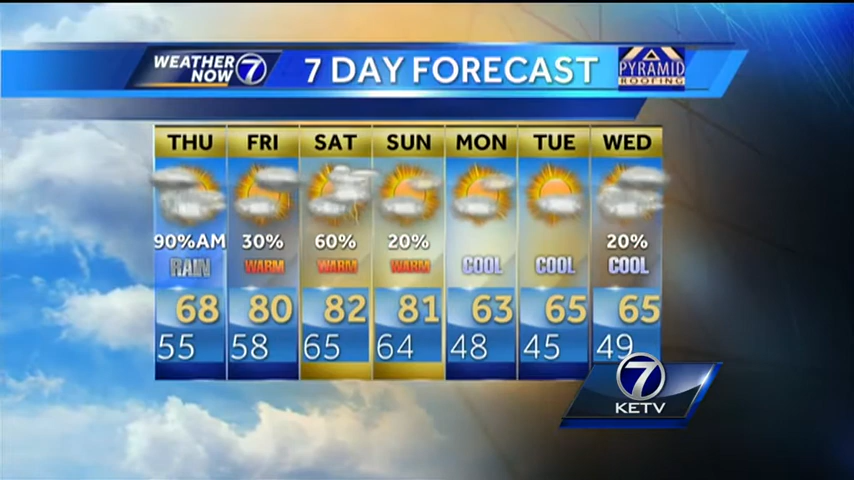 WEATHER NOW 7 7 DAY FORECAST PYRAMID ROOFING
THU FRI SAT SUN MON TUE WED
90%AM 30% 60% 20% 20%
RAIN WARM WARM WARM COOL COOL COOL
68 80 82 81 63 65 65
55 58 65 64 48 45 49
7
KETV